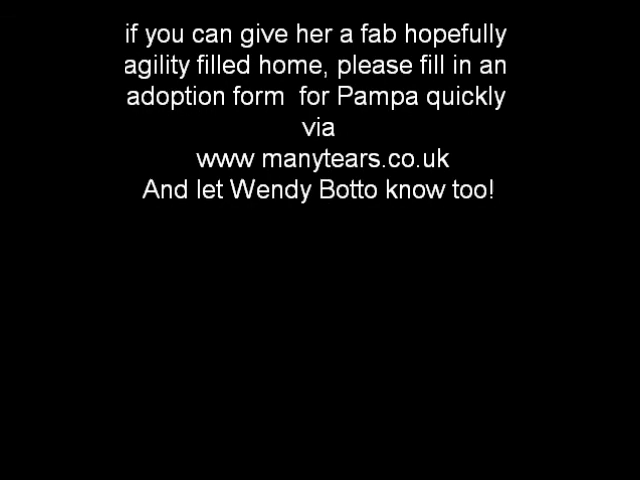 if you can give her a fab hopefully
agility filled home, please fill in an
adoption form  for Pampa quickly
via
www manytears.co.uk
And let Wendy Botto know too!